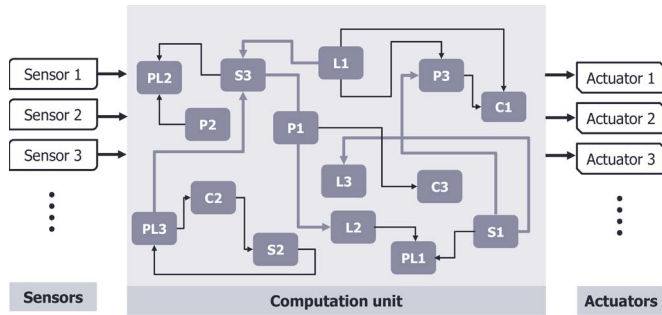 Sensor 1
Sensor 2
Sensor 3
Sensors
PL2
S3
L1
P3
C1
P2
P1
L3
C3
C2
PL3
S2
L2
PL1
S1
Computation unit
Actuator 1
Actuator 2
Actuator 3
Actuators